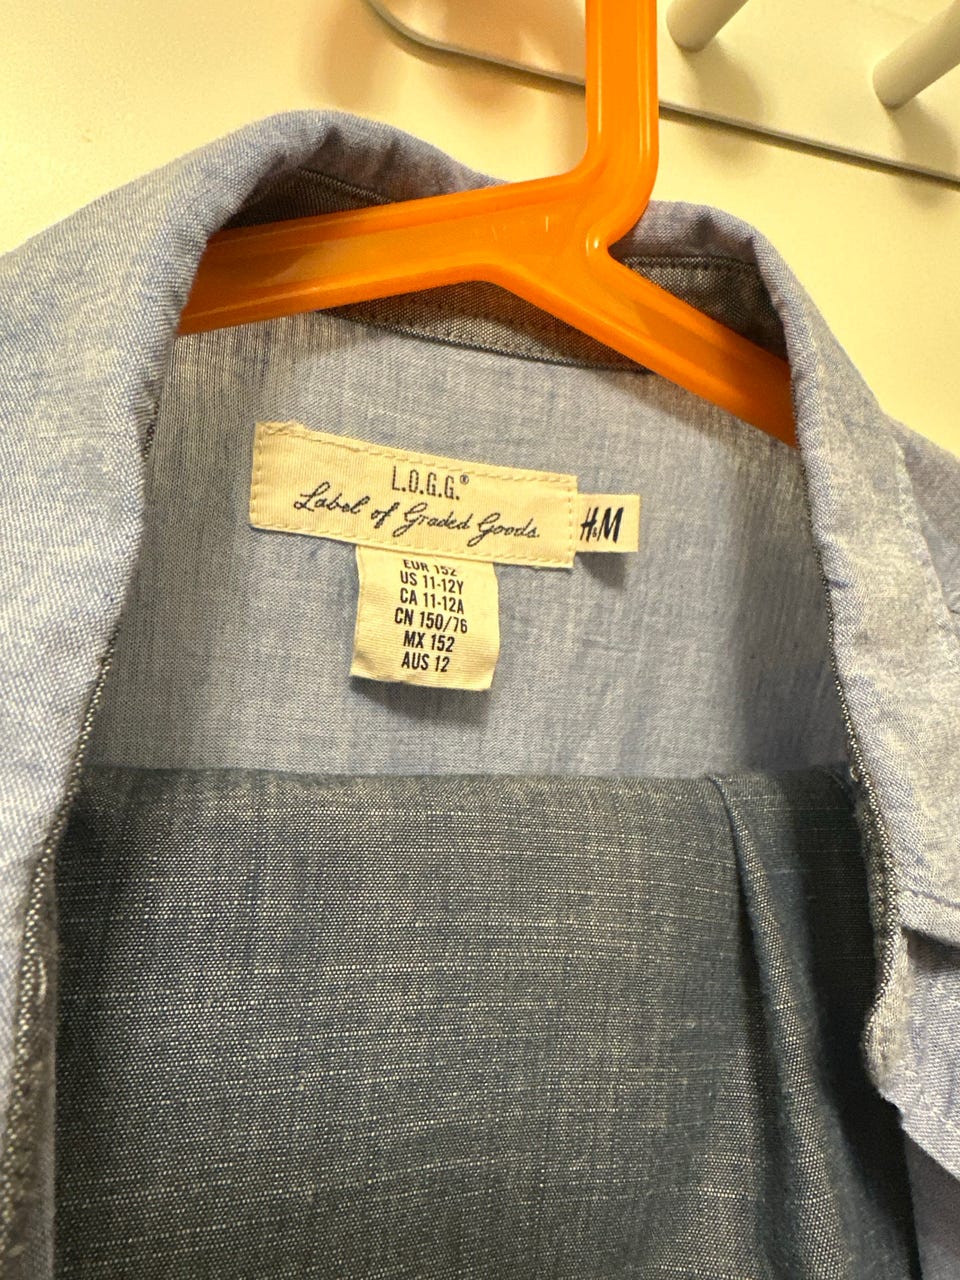 L.O.G.G.®
Label of Graded Goods
H&M
EUR 152
US 11-12Y
CA 11-12A
CN 150/76
MX 152
AUS 12